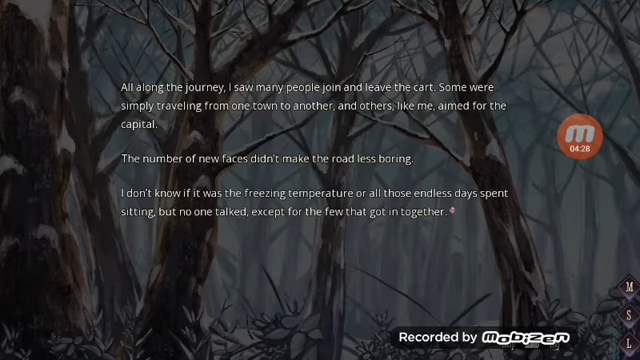 All along the journey, I saw many people join and leave the cart. Some were
simply traveling from one town to another, and others, like me, aimed for the
capital.
The number of new faces didn't make the road less boring.
I don't know if it was the freezing temperature or all those endless days spent
sitting, but no one talked, except for the few that got in together.
04:28
M
S
L
Recorded by Mobizen